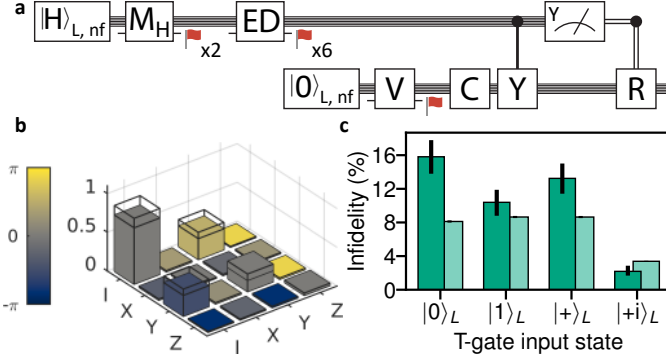 a
|H⟩L, nf MH x2 ED x6 Y
|0⟩L, nf V C Y R
b
π
0
-π
1
0.5
0
I X Y Z
I X Y Z
c
Infidelity (%)
16
12
8
4
0
|0⟩L |1⟩L |+⟩L |+i⟩L
T-gate input state